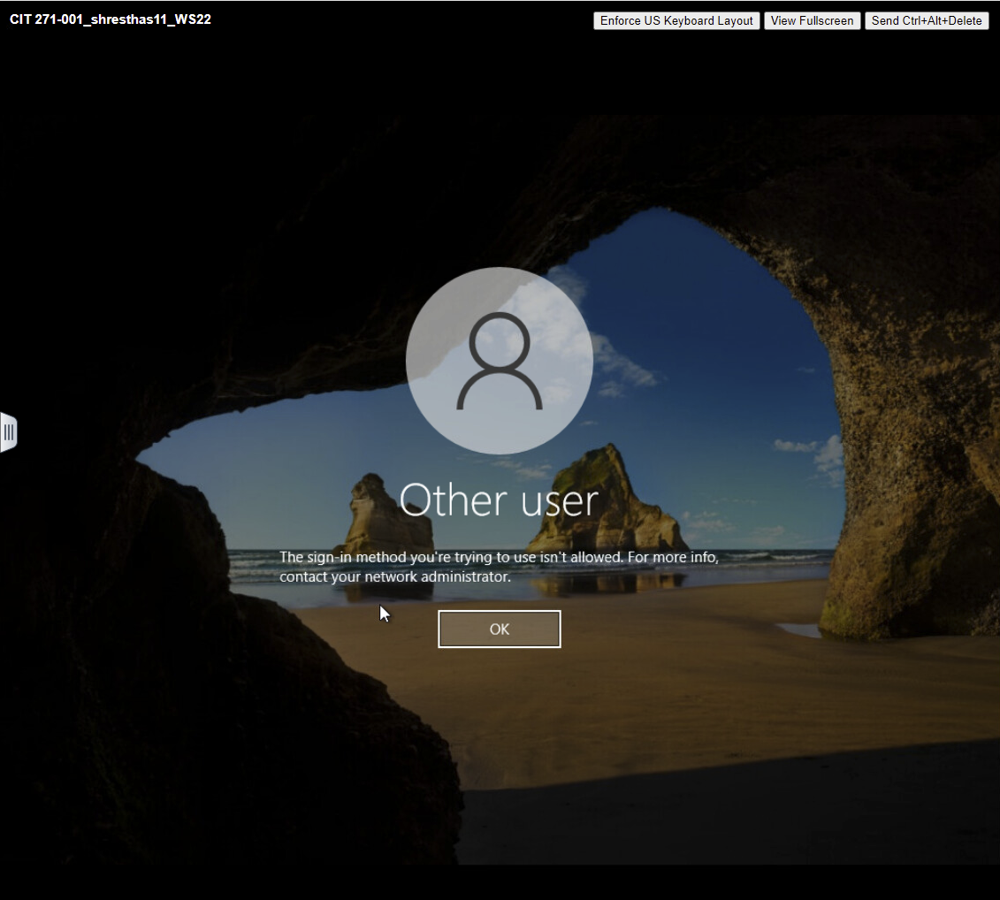 CIT 271-001_shresthas11_WS22
Enforce US Keyboard Layout
View Fullscreen
Send Ctrl+Alt+Delete
Other user
The sign-in method you're trying to use isn't allowed. For more info,
contact your network administrator.
OK